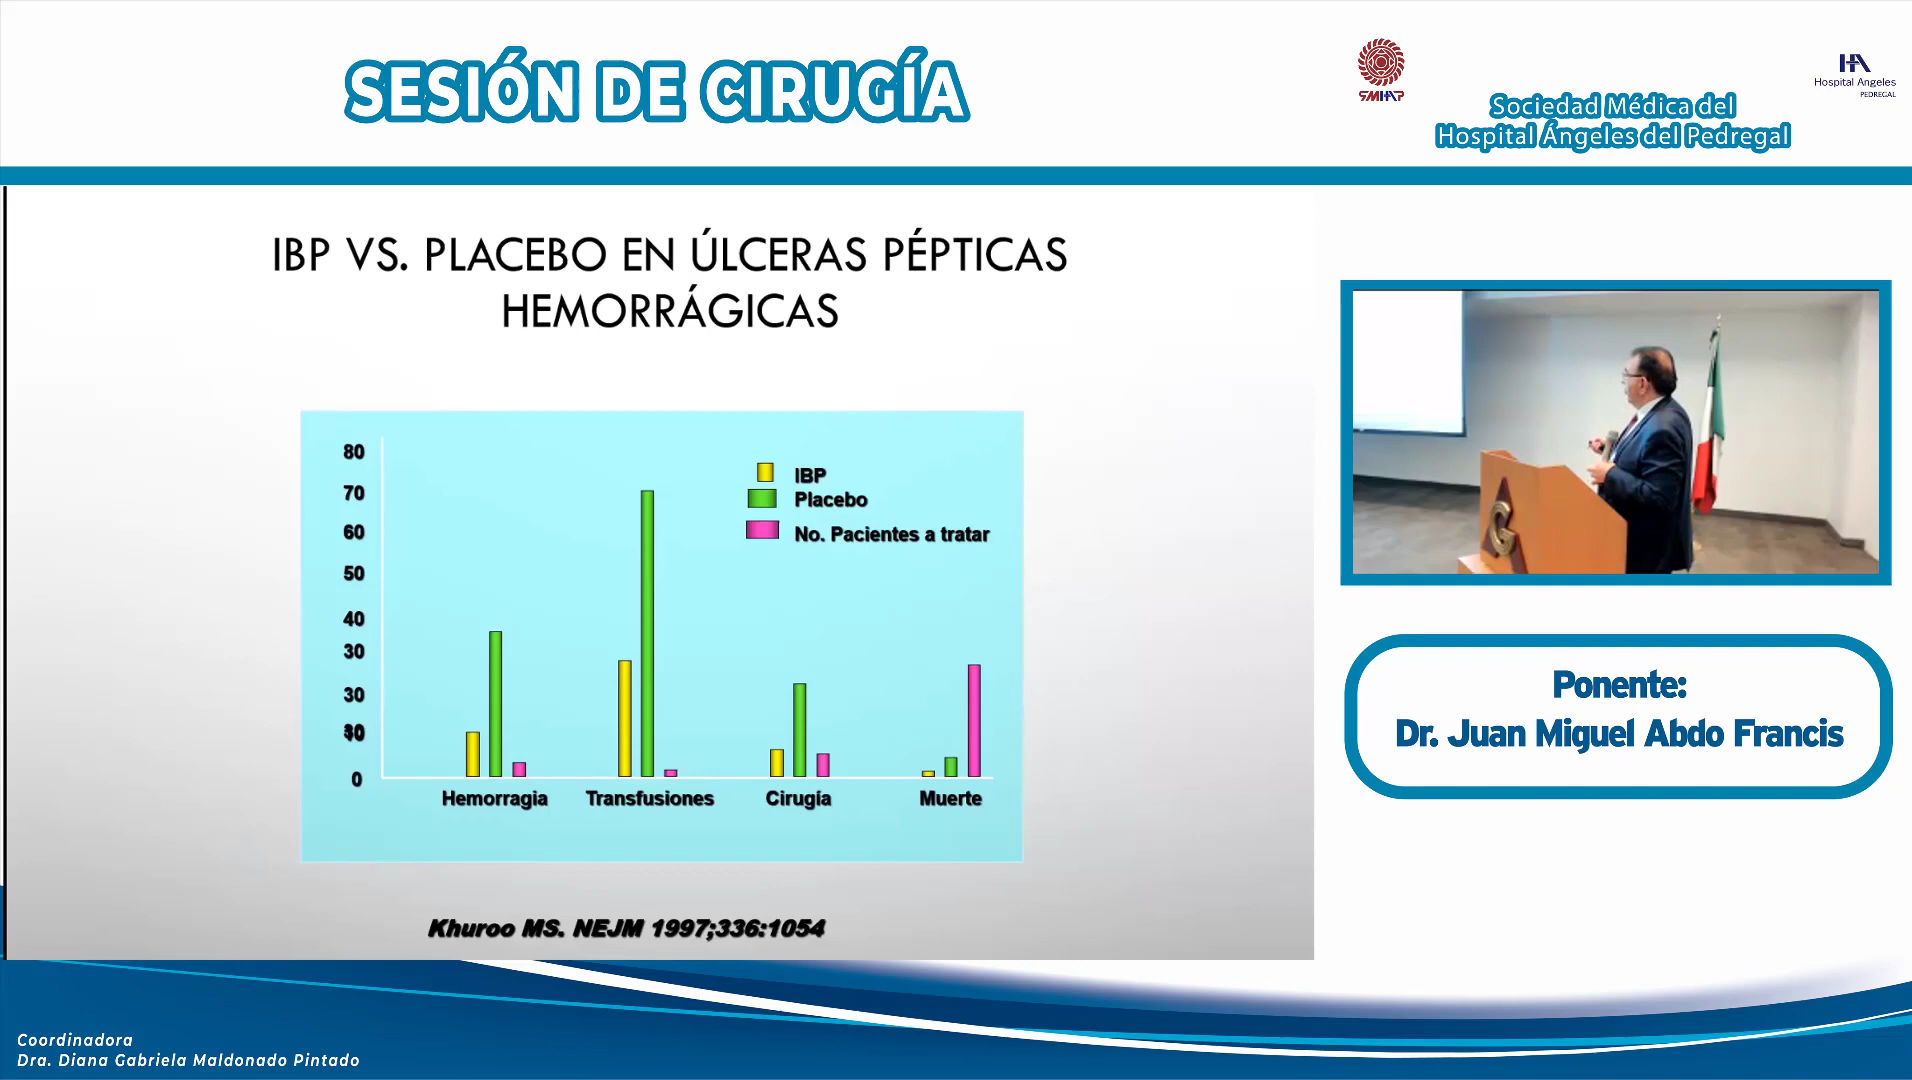 SESIÓN DE CIRUGÍA
SMHAP
Sociedad Médica del
Hospital Ángeles del Pedregal
HA
Hospital Angeles
PEDREGAL
IBP VS. PLACEBO EN ÚLCERAS PÉPTICAS
HEMORRÁGICAS
80
70
60
50
40
30
30
0
IBP
Placebo
No. Pacientes a tratar
Hemorragia
Transfusiones
Cirugía
Muerte
Khuroo MS. NEJM 1997;336:1054
G
Ponente:
Dr. Juan Miguel Abdo Francis
Coordinadora
Dra. Diana Gabriela Maldonado Pintado